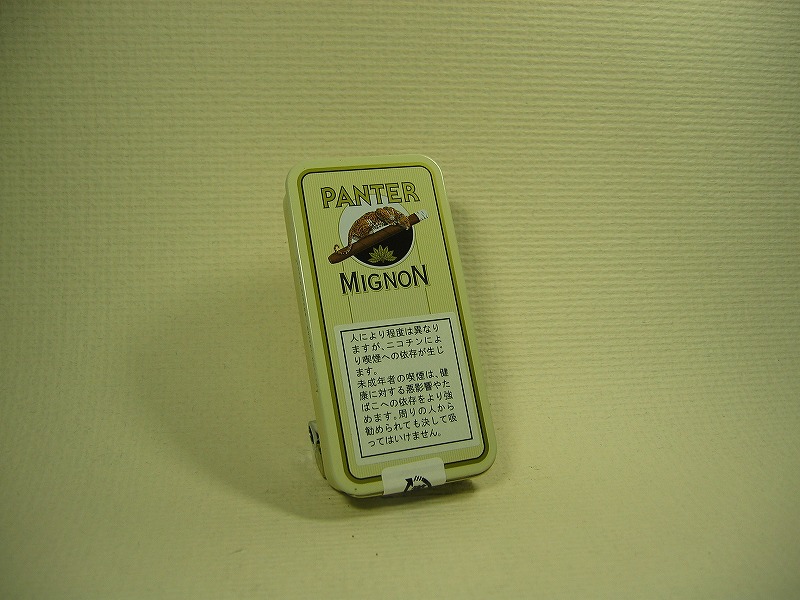 PANTER
MIGNON
人により程度は異なり
ますが、ニコチンによ
り喫煙への依存が生じ
ます。
未成年者の喫煙は、健
康に対する悪影響やた
ばこへの依存をより強
めます。周りの人から
勧められても決して吸
ってはいけません。